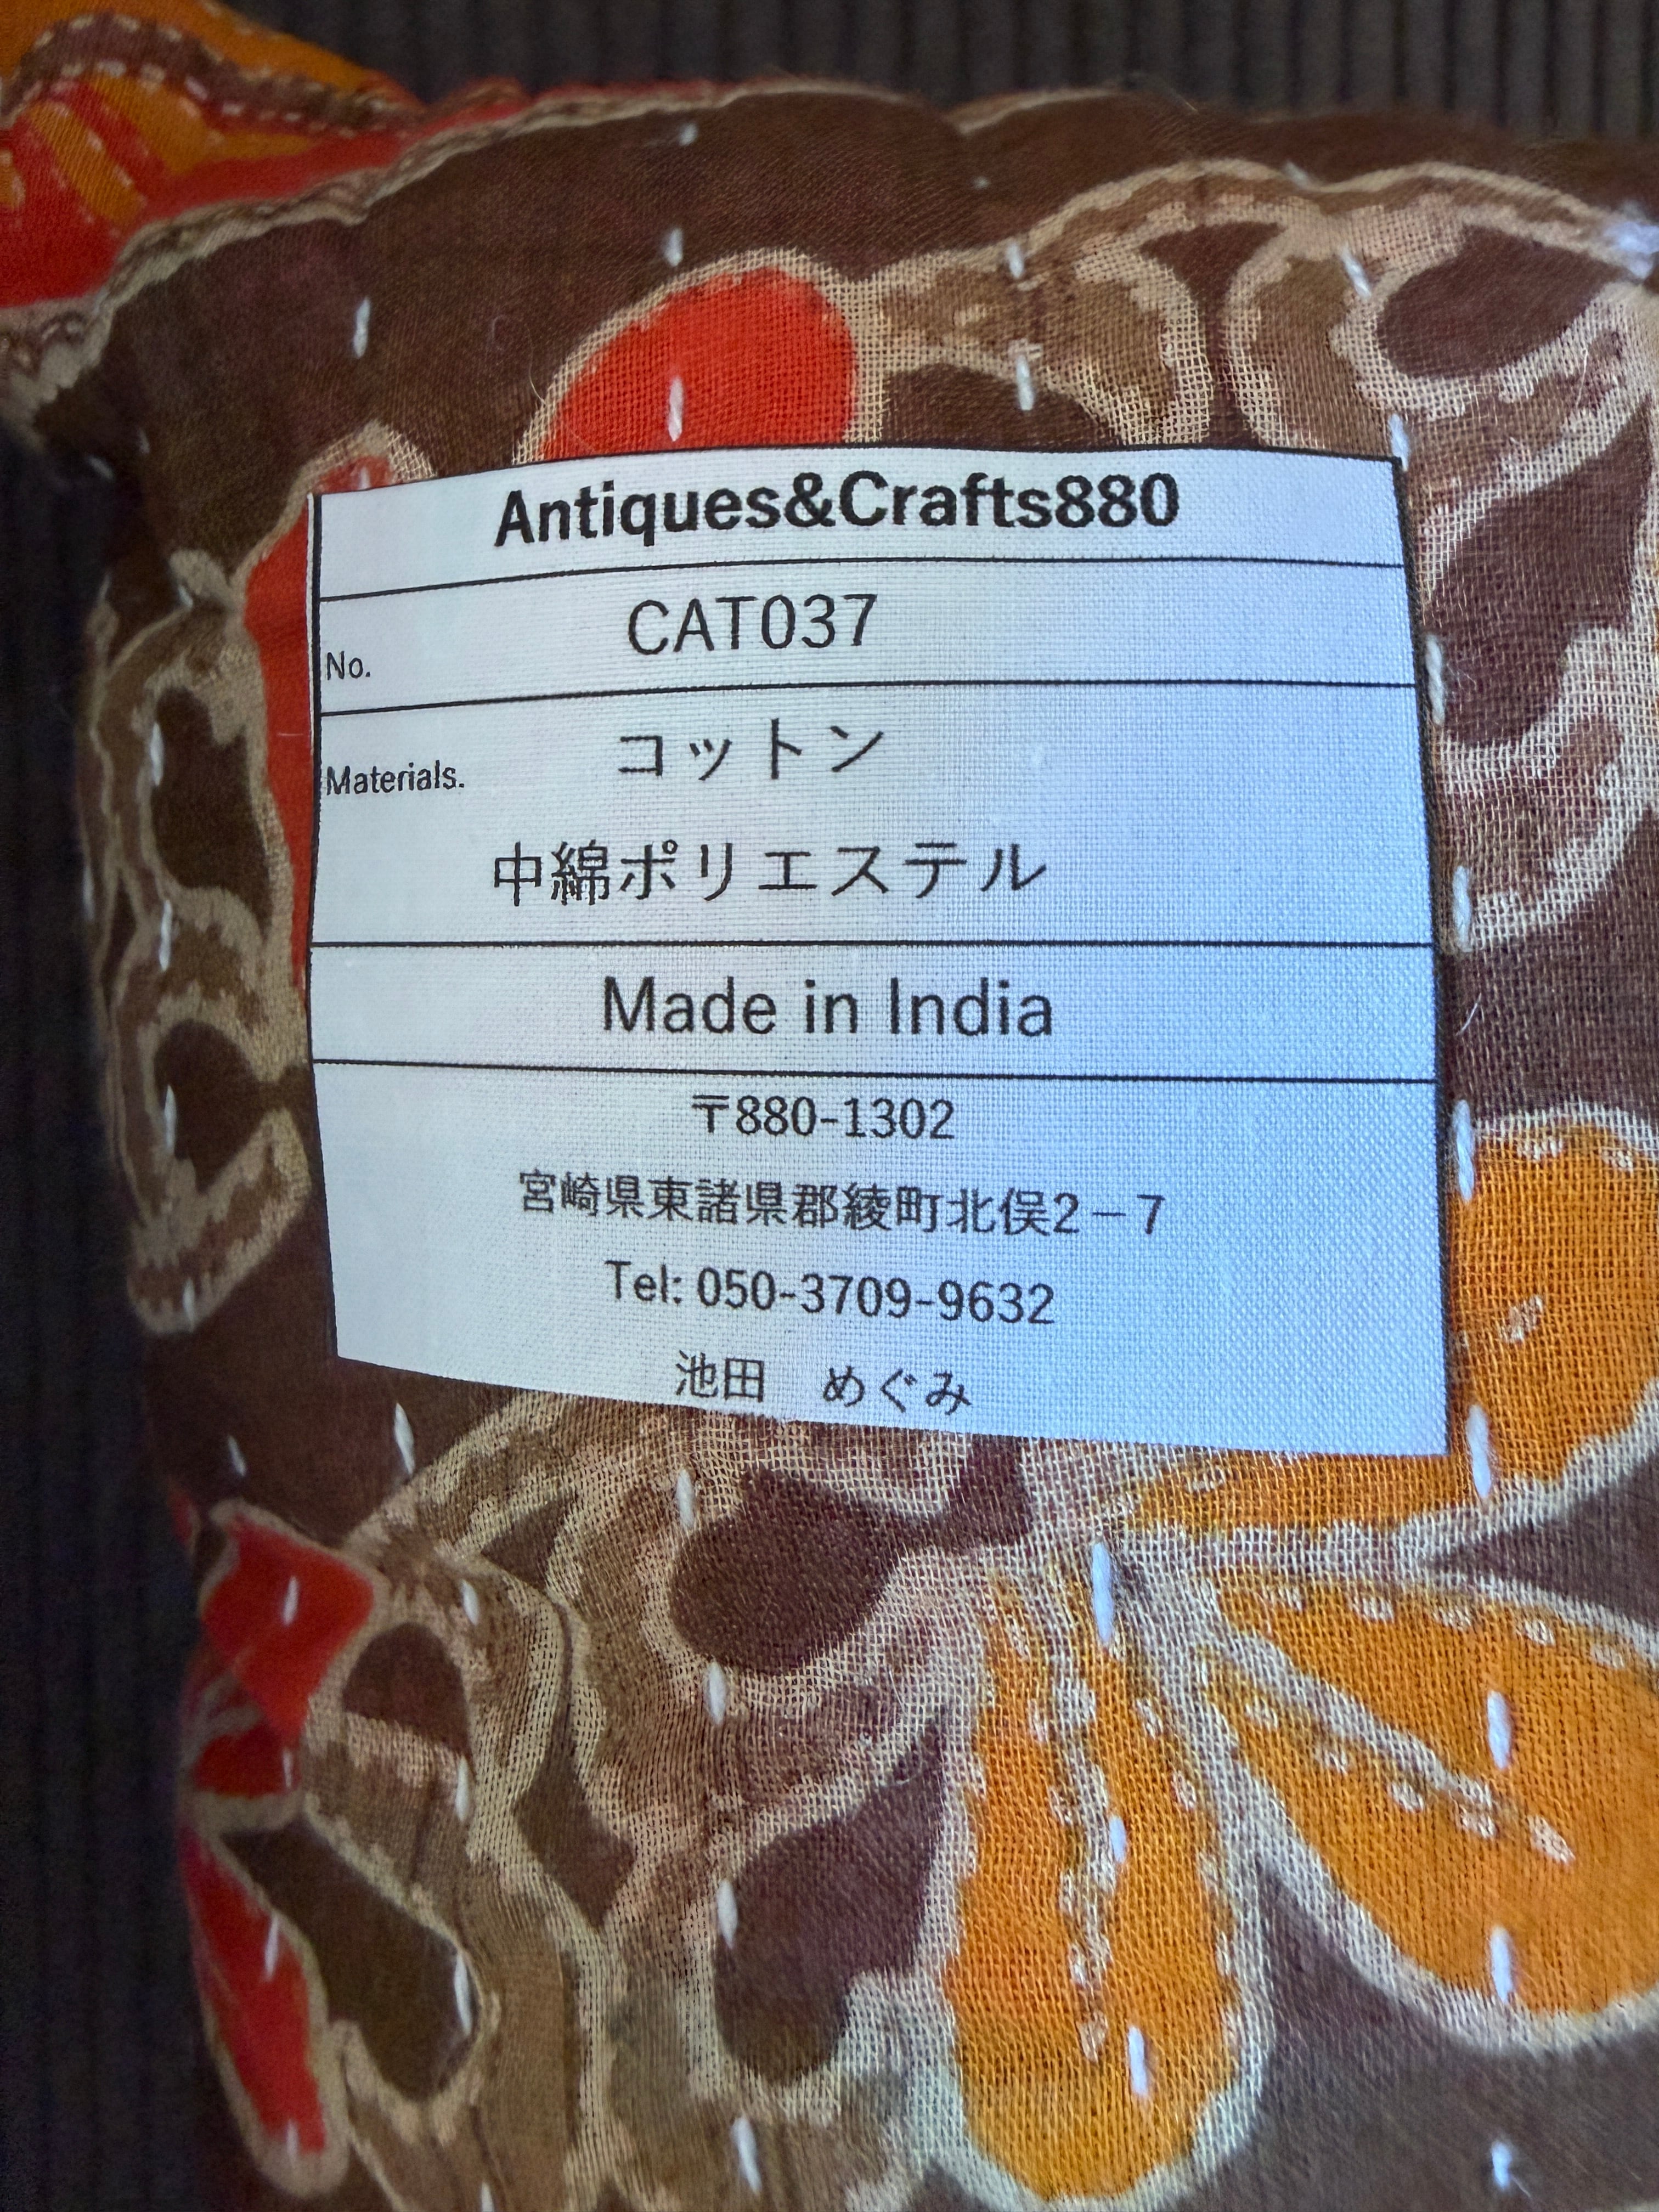 Antiques&Crafts880
No. CAT037
Materials. コットン
中綿ポリエステル
Made in India
〒880-1302
宮崎県東諸県郡綾町北俣2－7
Tel: 050-3709-9632
池田　めぐみ